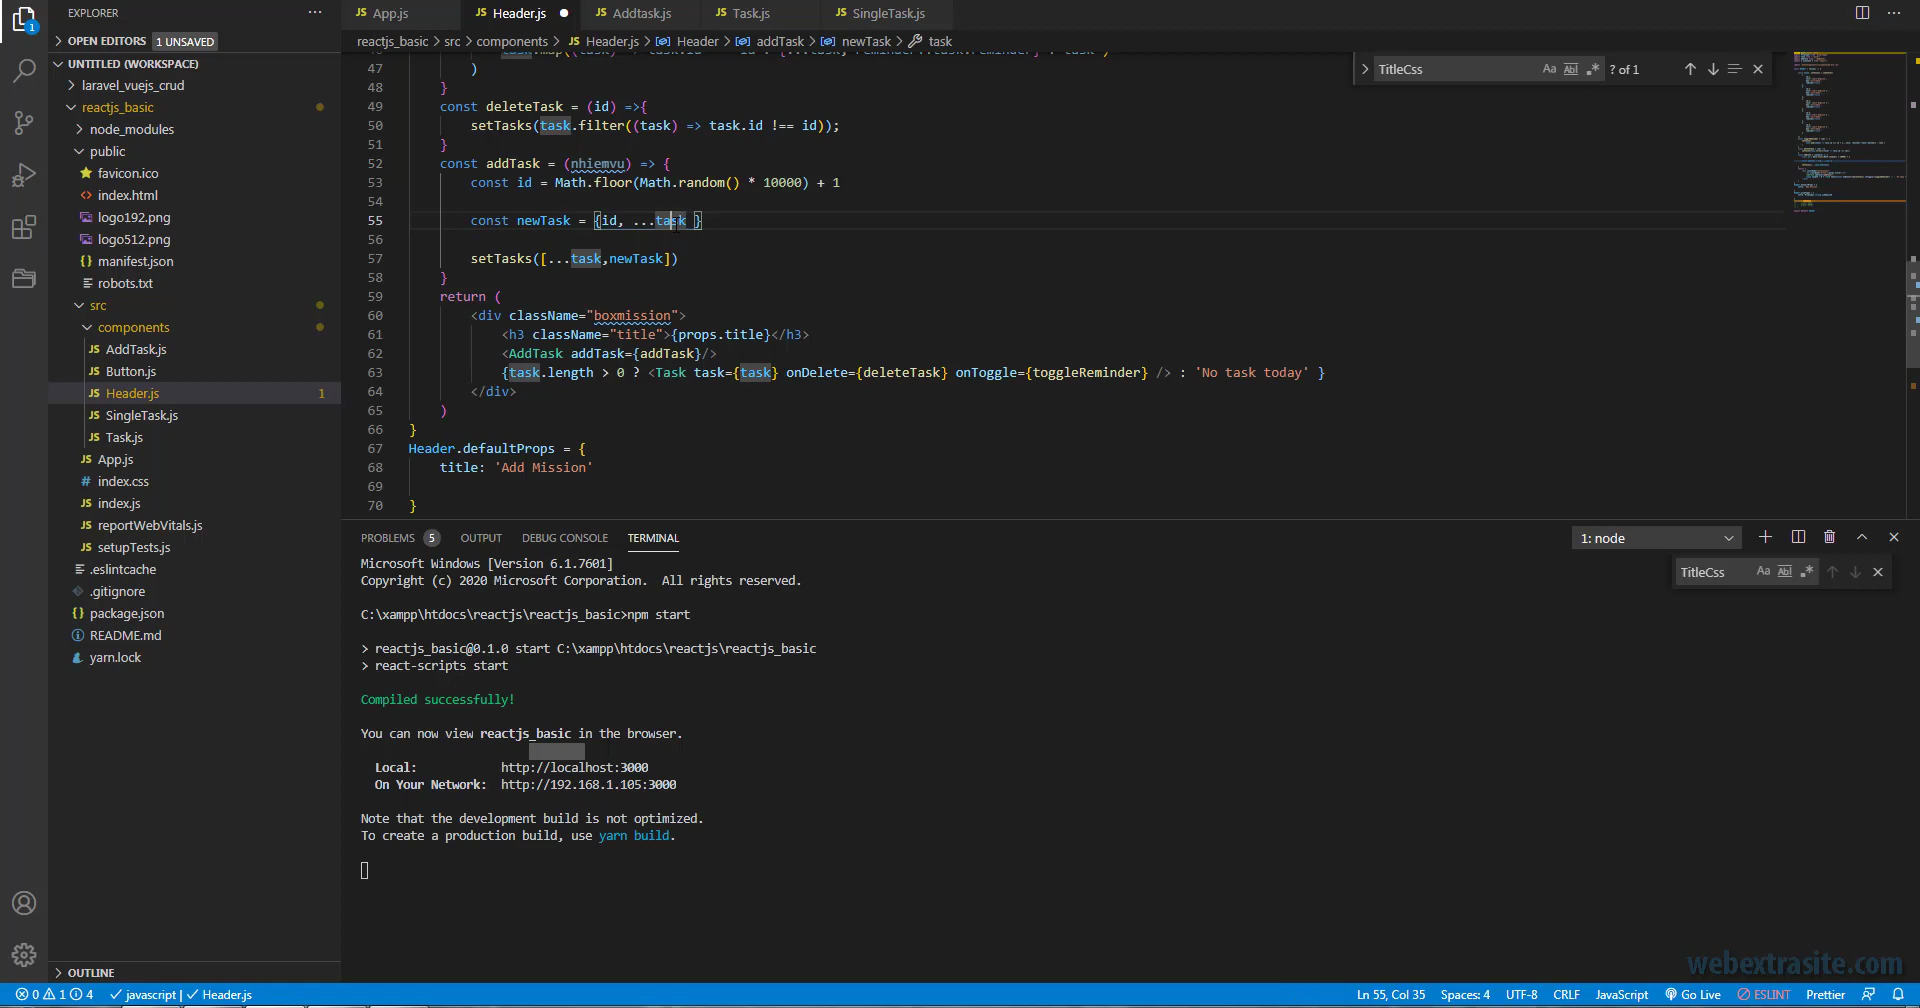 EXPLORER
App.js
Header.js
Addtask.js
Task.js
SingleTask.js
OPEN EDITORS 1 UNSAVED
reactjs_basic > src > components > Header.js > Header > addTask > newTask > task
UNTITLED (WORKSPACE)
laravel_vuejs_crud
reactjs_basic
node_modules
public
favicon.ico
index.html
logo192.png
logo512.png
manifest.json
robots.txt
src
components
AddTask.js
Button.js
Header.js 1
SingleTask.js
Task.js
App.js
index.css
index.js
reportWebVitals.js
setupTests.js
.eslintcache
.gitignore
package.json
README.md
yarn.lock
OUTLINE
TitleCss Aa Abl .* ? of 1
47 )
48 }
49 const deleteTask = (id) =>{
50 setTasks(task.filter((task) => task.id !== id));
51 }
52 const addTask = (nhiemvu) => {
53 const id = Math.floor(Math.random() * 10000) + 1
54
55 const newTask = {id, ...task }
56
57 setTasks([...task,newTask])
58 }
59 return (
60 <div className="boxmission">
61 <h3 className="title">{props.title}</h3>
62 <AddTask addTask={addTask}/>
63 {task.length > 0 ? <Task task={task} onDelete={deleteTask} onToggle={toggleReminder} /> : 'No task today' }
64 </div>
65 )
66 }
67 Header.defaultProps = {
68 title: 'Add Mission'
69
70 }
PROBLEMS 5 OUTPUT DEBUG CONSOLE TERMINAL
1: node
TitleCss Aa Abl .*
Microsoft Windows [Version 6.1.7601]
Copyright (c) 2020 Microsoft Corporation. All rights reserved.
C:\xampp\htdocs\reactjs\reactjs_basic>npm start
> reactjs_basic@0.1.0 start C:\xampp\htdocs\reactjs\reactjs_basic
> react-scripts start
Compiled successfully!
You can now view reactjs_basic in the browser.
Local: http://localhost:3000
On Your Network: http://192.168.1.105:3000
Note that the development build is not optimized.
To create a production build, use yarn build.
webextrasite.com
0 1 4 javascript | Header.js
Ln 55, Col 35 Spaces: 4 UTF-8 CRLF JavaScript Go Live ESLINT Prettier